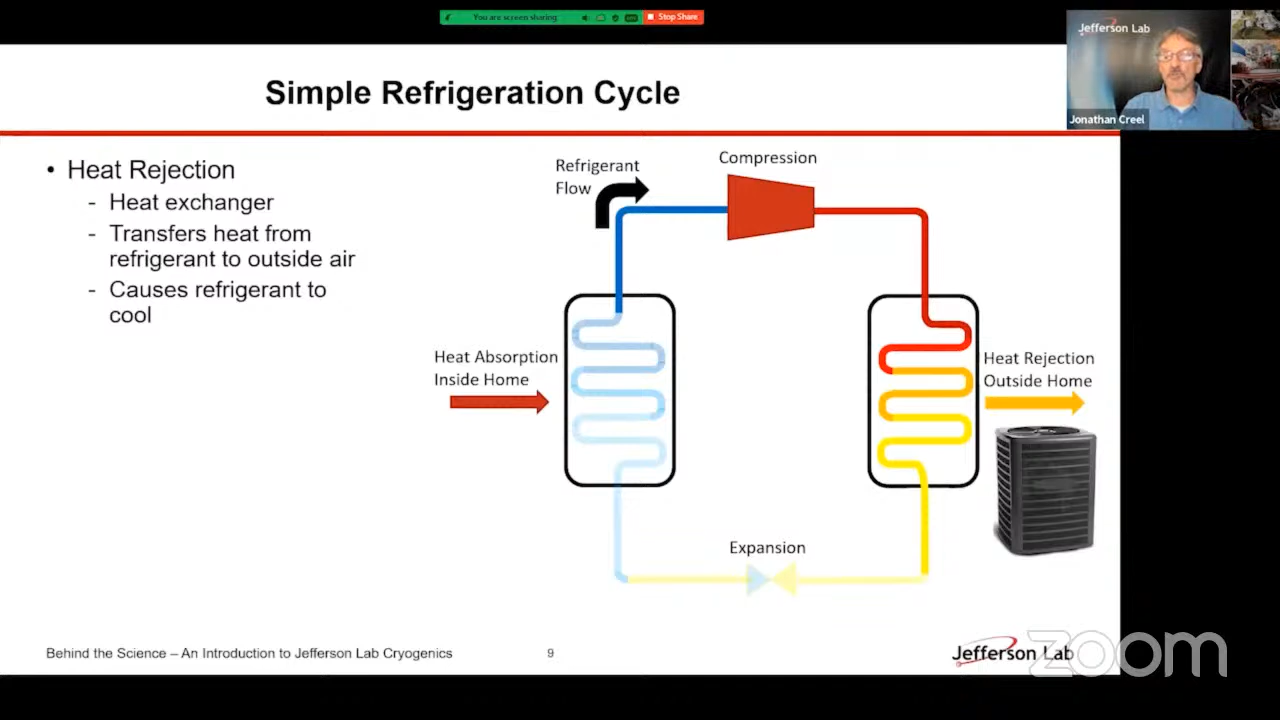 You are screen sharing
Stop Share
Jefferson Lab
Jonathan Creel
Simple Refrigeration Cycle
• Heat Rejection
- Heat exchanger
- Transfers heat from
refrigerant to outside air
- Causes refrigerant to
cool
Refrigerant
Flow
Compression
Heat Absorption
Inside Home
Heat Rejection
Outside Home
Expansion
Behind the Science – An Introduction to Jefferson Lab Cryogenics
9
Jefferson Lab
zoom